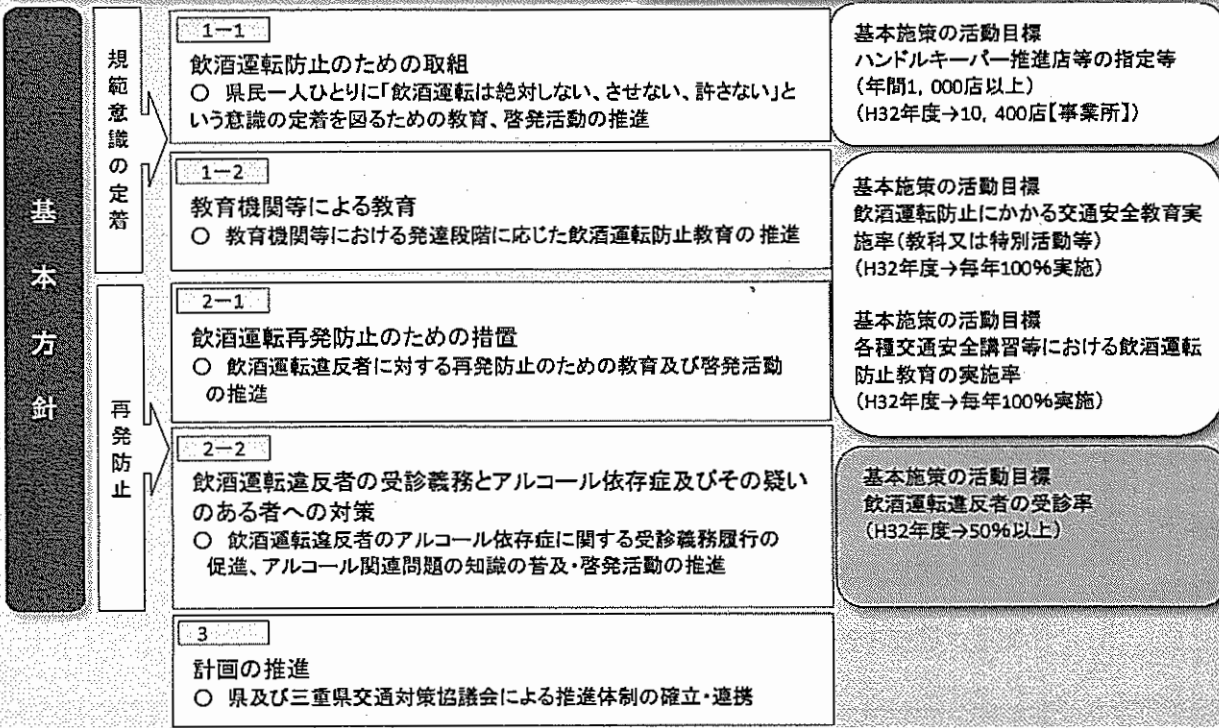 基本方針
規範意識の定着
1－1
飲酒運転防止のための取組
○ 県民一人ひとりに「飲酒運転は絶対しない、させない、許さない」と
いう意識の定着を図るための教育、啓発活動の推進
基本施策の活動目標
ハンドルキーパー推進店等の指定等
(年間1，000店以上)
(H32年度→10，400店【事業所】)
1－2
教育機関等による教育
○ 教育機関等における発達段階に応じた飲酒運転防止教育の推進
基本施策の活動目標
飲酒運転防止にかかる交通安全教育実
施率(教科又は特別活動等)
(H32年度→毎年100%実施)
再発防止
2－1
飲酒運転再発防止のための措置
○ 飲酒運転違反者に対する再発防止のための教育及び啓発活動
の推進
基本施策の活動目標
各種交通安全講習等における飲酒運転
防止教育の実施率
(H32年度→毎年100%実施)
2－2
飲酒運転違反者の受診義務とアルコール依存症及びその疑い
のある者への対策
○ 飲酒運転違反者のアルコール依存症に関する受診義務履行の
促進、アルコール関連問題の知識の普及・啓発活動の推進
基本施策の活動目標
飲酒運転違反者の受診率
(H32年度→50%以上)
3
計画の推進
○ 県及び三重県交通対策協議会による推進体制の確立・連携